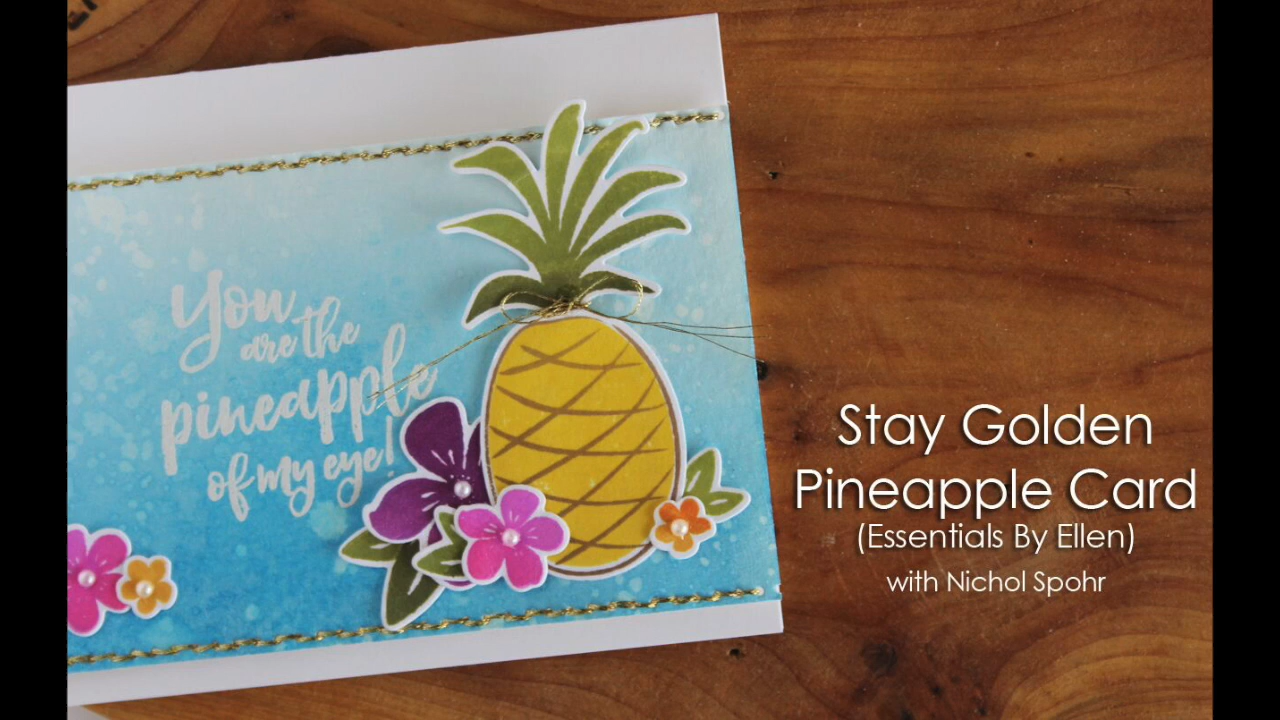 You
are the
pineapple
of my eye!
Stay Golden
Pineapple Card
(Essentials By Ellen)
with Nichol Spohr